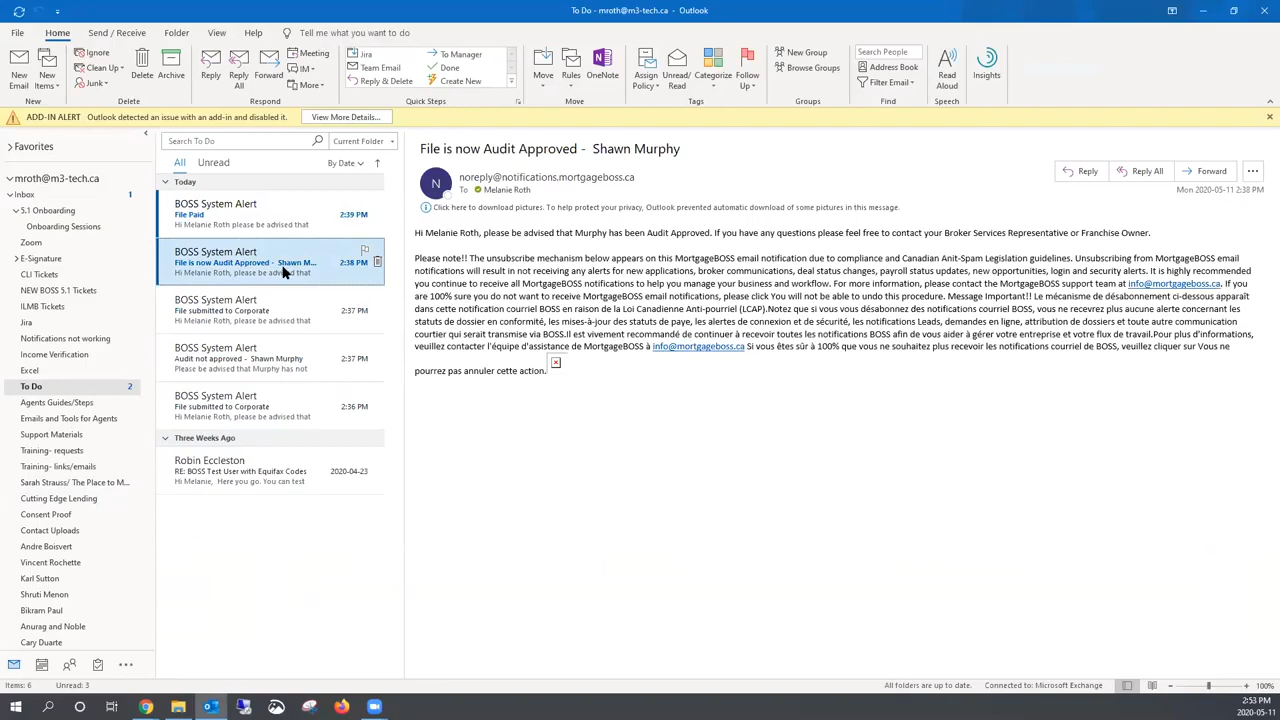 To Do - mroth@m3-tech.ca - Outlook
File Home Send / Receive Folder View Help Tell me what you want to do
New Email
New Items
Ignore
Clean Up
Junk
Delete
Archive
Reply
Reply All
Forward
Meeting
IM
More
Jira
Team Email
Reply & Delete
To Manager
Done
Create New
Move
Rules
OneNote
Assign Policy
Unread/ Read
Categorize
Follow Up
New Group
Browse Groups
Search People
Address Book
Filter Email
Read Aloud
Insights
New Delete Respond Quick Steps Move Tags Groups Find Speech
ADD-IN ALERT Outlook detected an issue with an add-in and disabled it. View More Details...
Favorites
mroth@m3-tech.ca
Inbox 1
5.1 Onboarding
Onboarding Sessions
Zoom
E-Signature
CLI Tickets
NEW BOSS 5.1 Tickets
ILMB Tickets
Jira
Notifications not working
Income Verification
Excel
To Do 2
Agents Guides/Steps
Emails and Tools for Agents
Support Materials
Training- requests
Training- links/emails
Sarah Strauss/ The Place to M...
Cutting Edge Lending
Consent Proof
Contact Uploads
Andre Boisvert
Vincent Rochette
Karl Sutton
Shruti Menon
Bikram Paul
Anurag and Noble
Cary Duarte
Search To Do Current Folder
All Unread By Date
Today
BOSS System Alert
File Paid 2:39 PM
Hi Melanie Roth, please be advised that
BOSS System Alert
File is now Audit Approved - Shawn M... 2:38 PM
Hi Melanie Roth, please be advised that
BOSS System Alert
File submitted to Corporate 2:37 PM
Hi Melanie Roth, please be advised that
BOSS System Alert
Audit not approved - Shawn Murphy 2:37 PM
Please be advised that Murphy has not
BOSS System Alert
File submitted to Corporate 2:36 PM
Hi Melanie Roth, please be advised that
Three Weeks Ago
Robin Eccleston
RE: BOSS Test User with Equifax Codes 2020-04-23
Hi Melanie, Here you go. You can test
File is now Audit Approved - Shawn Murphy
N
noreply@notifications.mortgageboss.ca
To Melanie Roth
Reply Reply All Forward
Mon 2020-05-11 2:38 PM
Click here to download pictures. To help protect your privacy, Outlook prevented automatic download of some pictures in this message.
Hi Melanie Roth, please be advised that Murphy has been Audit Approved. If you have any questions please feel free to contact your Broker Services Representative or Franchise Owner.
Please note!! The unsubscribe mechanism below appears on this MortgageBOSS email notification due to compliance and Canadian Anit-Spam Legislation guidelines. Unsubscribing from MortgageBOSS email
notifications will result in not receiving any alerts for new applications, broker communications, deal status changes, payroll status updates, new opportunities, login and security alerts. It is highly recommended
you continue to receive all MortgageBOSS notifications to help you manage your business and workflow. For more information, please contact the MortgageBOSS support team at info@mortgageboss.ca. If you
are 100% sure you do not want to receive MortgageBOSS email notifications, please click You will not be able to undo this procedure. Message Important!! Le mécanisme de désabonnement ci-dessous apparaît
dans cette notification courriel BOSS en raison de la Loi Canadienne Anti-pourriel (LCAP).Notez que si vous vous désabonnez des notifications courriel BOSS, vous ne recevrez plus aucune alerte concernant les
statuts de dossier en conformité, les mises-à-jour des statuts de paye, les alertes de connexion et de sécurité, les notifications Leads, demandes en ligne, attribution de dossiers et toute autre communication
courtier qui serait transmise via BOSS.Il est vivement recommandé de continuer à recevoir toutes les notifications BOSS afin de vous aider à gérer votre entreprise et votre flux de travail.Pour plus d'informations,
veuillez contacter l'équipe d'assistance de MortgageBOSS à info@mortgageboss.ca Si vous êtes sûr à 100% que vous ne souhaitez plus recevoir les notifications courriel de BOSS, veuillez cliquer sur Vous ne
pourrez pas annuler cette action.
Items: 6 Unread: 3 All folders are up to date. Connected to: Microsoft Exchange 100%
2:53 PM
2020-05-11